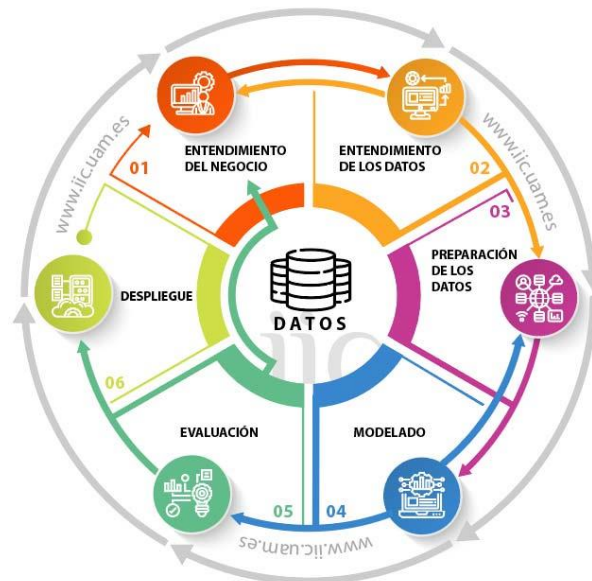 01
ENTENDIMIENTO
DEL NEGOCIO
ENTENDIMIENTO
DE LOS DATOS
02
03
PREPARACIÓN
DE LOS
DATOS
MODELADO
04
05
EVALUACIÓN
06
DESPLIEGUE
DATOS
iic
www.iic.uam.es
www.iic.uam.es
www.iic.uam.es